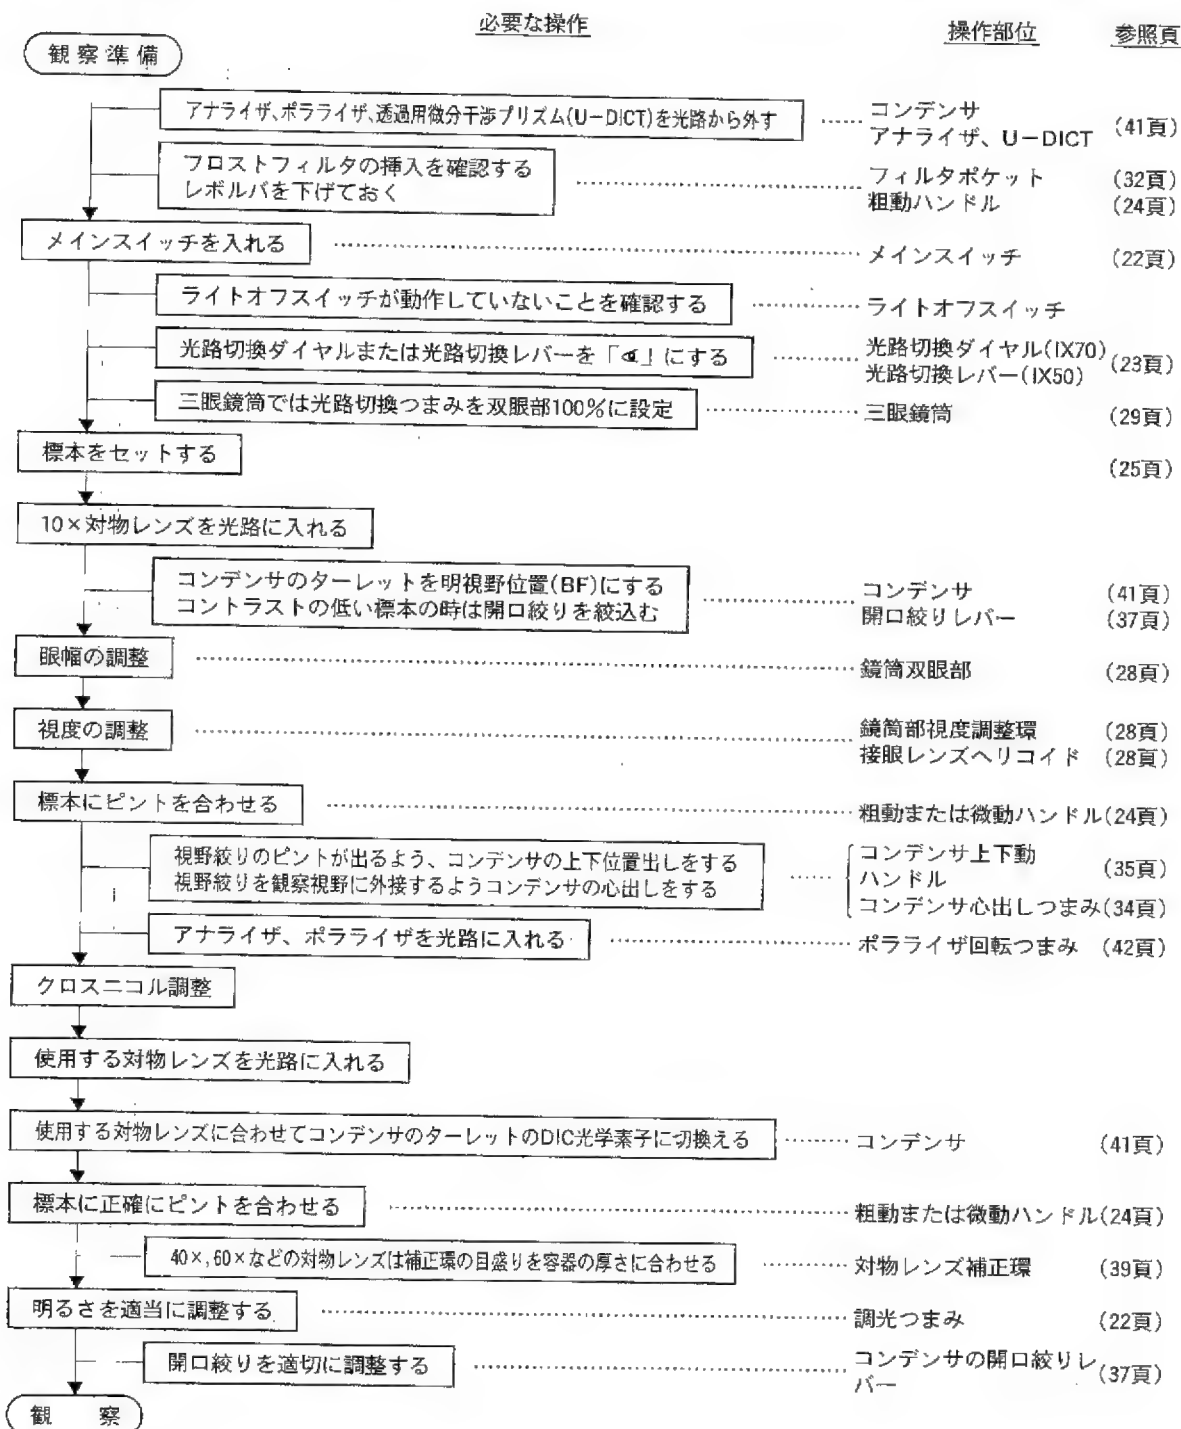 必要な操作 操作部位 参照頁
観察準備
アナライザ、ポラライザ、透過用微分干渉プリズム(U-DICT)を光路から外す コンデンサ
アナライザ、U-DICT (41頁)
フロストフィルタの挿入を確認する フィルタポケット (32頁)
レボルバを下げておく 粗動ハンドル (24頁)
メインスイッチを入れる メインスイッチ (22頁)
ライトオフスイッチが動作していないことを確認する ライトオフスイッチ
光路切換ダイヤルまたは光路切換レバーを「」にする 光路切換ダイヤル(IX70)
光路切換レバー(IX50) (23頁)
三眼鏡筒では光路切換つまみを双眼部100%に設定 三眼鏡筒 (29頁)
標本をセットする (25頁)
10×対物レンズを光路に入れる
コンデンサのターレットを明視野位置(BF)にする コンデンサ (41頁)
コントラストの低い標本の時は開口絞りを絞込む 開口絞りレバー (37頁)
眼幅の調整 鏡筒双眼部 (28頁)
視度の調整 鏡筒部視度調整環 (28頁)
接眼レンズヘリコイド (28頁)
標本にピントを合わせる 粗動または微動ハンドル(24頁)
視野絞りのピントが出るよう、コンデンサの上下位置出しをする コンデンサ上下動
ハンドル (35頁)
視野絞りを観察視野に外接するようコンデンサの心出しをする コンデンサ心出しつまみ(34頁)
アナライザ、ポラライザを光路に入れる ポラライザ回転つまみ (42頁)
クロスニコル調整
使用する対物レンズを光路に入れる
使用する対物レンズに合わせてコンデンサのターレットのDIC光学素子に切換える コンデンサ (41頁)
標本に正確にピントを合わせる 粗動または微動ハンドル(24頁)
40×,60×などの対物レンズは補正環の目盛りを容器の厚さに合わせる 対物レンズ補正環 (39頁)
明るさを適当に調整する 調光つまみ (22頁)
開口絞りを適切に調整する コンデンサの開口絞りレ
バー (37頁)
観 察